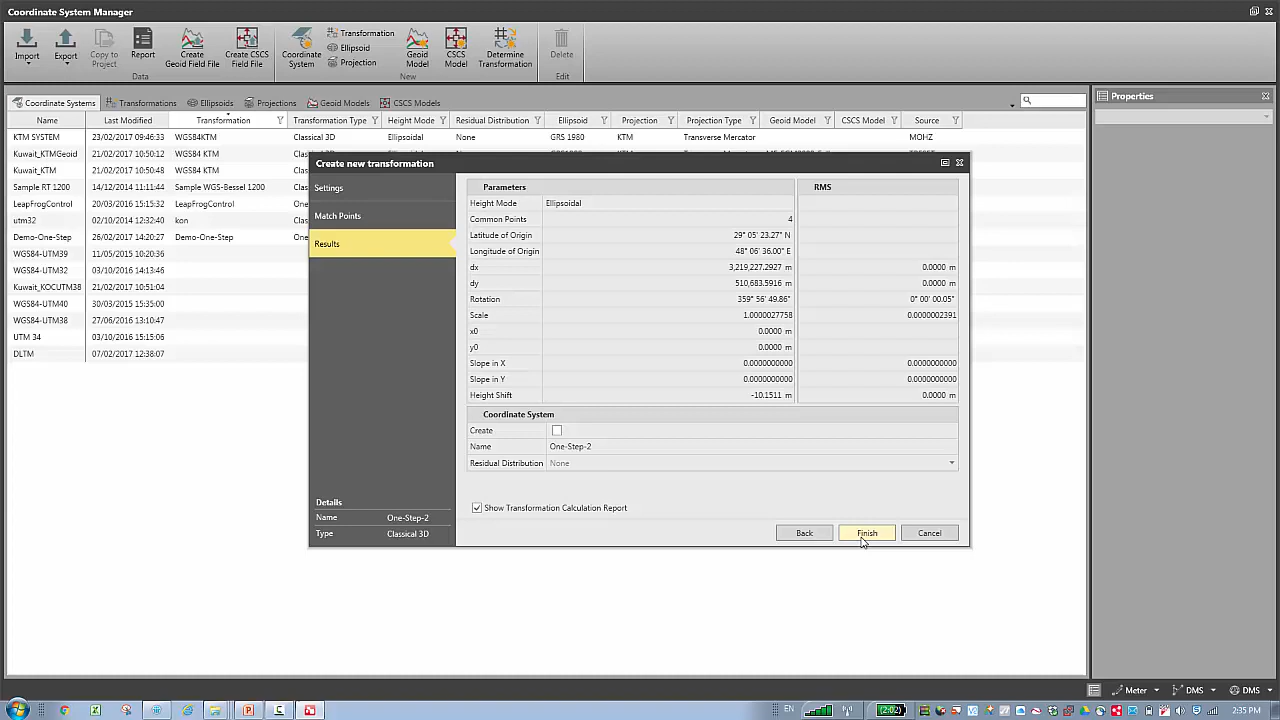 Coordinate System Manager
Import
Export
Copy to Project
Report
Create Geoid Field File
Create CSCS Field File
Data
Coordinate System
Transformation
Ellipsoid
Projection
Geoid Model
CSCS Model
Determine Transformation
New
Delete
Edit
Coordinate Systems Transformations Ellipsoids Projections Geoid Models CSCS Models
Properties
Name Last Modified Transformation Transformation Type Height Mode Residual Distribution Ellipsoid Projection Projection Type Geoid Model CSCS Model Source
KTM SYSTEM 23/02/2017 09:46:33 WGS84KTM Classical 3D Ellipsoidal None GRS 1980 KTM Transverse Mercator MOHZ
Kuwait_KTMGeoid 21/02/2017 10:50:12 WGS84 KTM
Kuwait_KTM 21/02/2017 10:50:48 WGS84 KTM
Sample RT 1200 14/12/2014 11:11:44 Sample WGS-Bessel 1200
LeapFrogControl 20/03/2016 15:15:32 LeapFrogControl
utm32 02/10/2014 12:32:40 kon
Demo-One-Step 26/02/2017 14:20:27 Demo-One-Step
WGS84-UTM39 11/11/2015 10:20:36
WGS84-UTM32 03/10/2016 14:13:46
Kuwait_KOCUTM38 21/02/2017 10:51:04
WGS84-UTM40 30/03/2015 15:35:00
WGS84-UTM38 27/06/2016 13:10:47
UTM 34 03/10/2016 15:15:06
DLTM 07/02/2017 12:38:07
Create new transformation
Settings
Match Points
Results
Parameters RMS
Height Mode Ellipsoidal
Common Points 4
Latitude of Origin 29° 05' 23.27" N
Longitude of Origin 48° 06' 36.00" E
dx 3,219,227.2927 m 0.0000 m
dy 510,683.5916 m 0.0000 m
Rotation 359° 56' 49.86" 0° 00' 00.05"
Scale 1.0000027758 0.0000002391
x0 0.0000 m
y0 0.0000 m
Slope in X 0.0000000000 0.0000000000
Slope in Y 0.0000000000 0.0000000000
Height Shift -10.1511 m 0.0000 m
Coordinate System
Create
Name One-Step-2
Residual Distribution None
Show Transformation Calculation Report
Details
Name One-Step-2
Type Classical 3D
Back Finish Cancel
Meter DMS DMS
EN (2:02) 2:35 PM